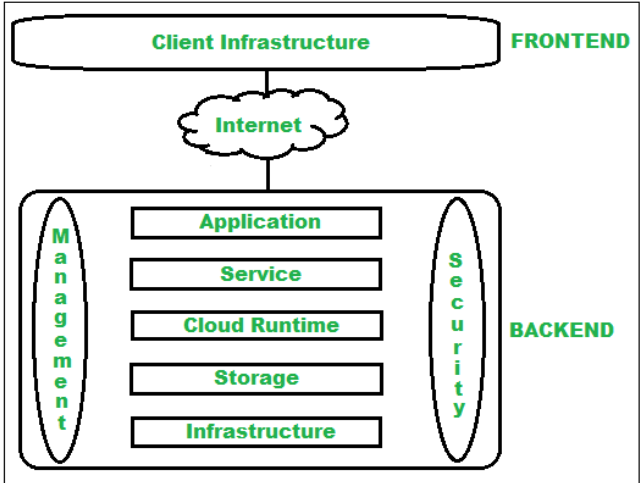 Client Infrastructure
FRONTEND
Internet
Management
Application
Service
Cloud Runtime
Storage
Infrastructure
Security
BACKEND